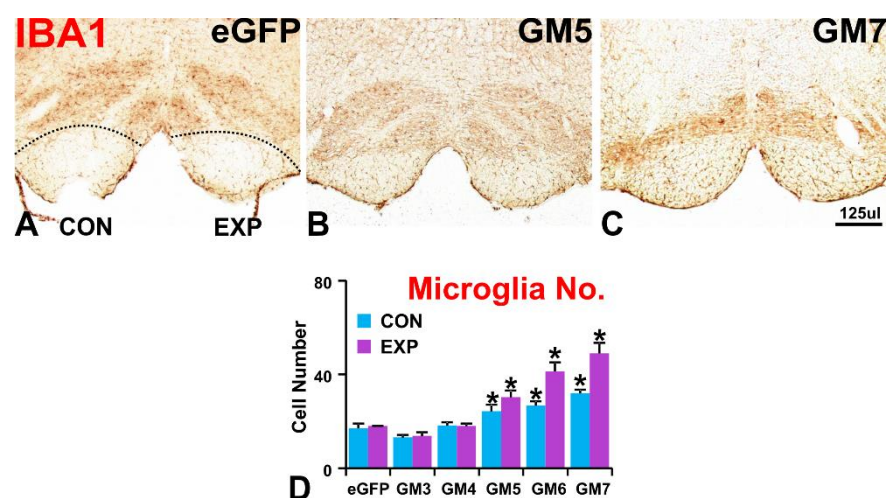 IBA1 eGFP GM5 GM7
A CON EXP B C 125ul
80 Microglia No.
CON
EXP
40
Cell Number
* * * * * *
0
D eGFP GM3 GM4 GM5 GM6 GM7